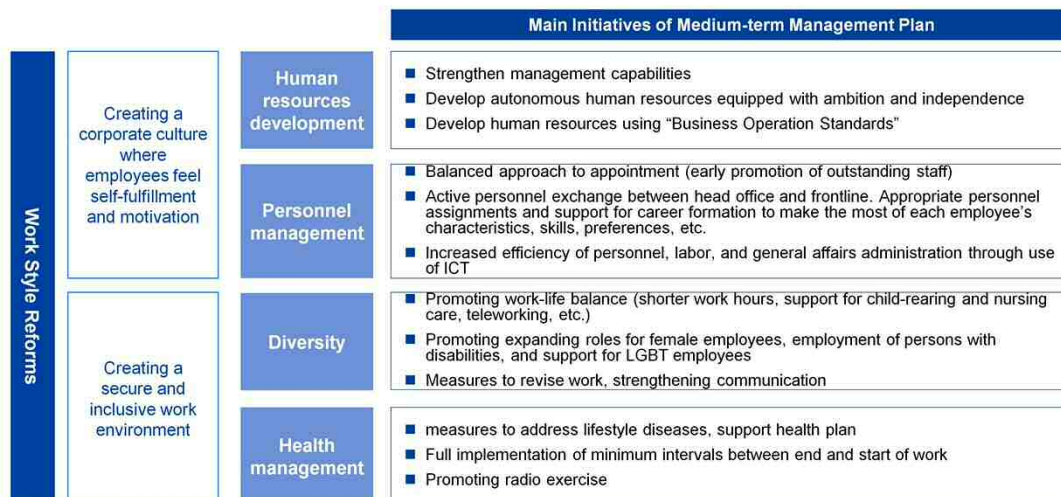 Main Initiatives of Medium-term Management Plan
Work Style Reforms
Creating a
corporate culture
where
employees feel
self-fulfillment
and motivation
Human
resources
development
■ Strengthen management capabilities
■ Develop autonomous human resources equipped with ambition and independence
■ Develop human resources using “Business Operation Standards”
Personnel
management
■ Balanced approach to appointment (early promotion of outstanding staff)
■ Active personnel exchange between head office and frontline. Appropriate personnel
assignments and support for career formation to make the most of each employee’s
characteristics, skills, preferences, etc.
■ Increased efficiency of personnel, labor, and general affairs administration through use
of ICT
Creating a
secure and
inclusive work
environment
Diversity
■ Promoting work-life balance (shorter work hours, support for child-rearing and nursing
care, teleworking, etc.)
■ Promoting expanding roles for female employees, employment of persons with
disabilities, and support for LGBT employees
■ Measures to revise work, strengthening communication
Health
management
■ measures to address lifestyle diseases, support health plan
■ Full implementation of minimum intervals between end and start of work
■ Promoting radio exercise